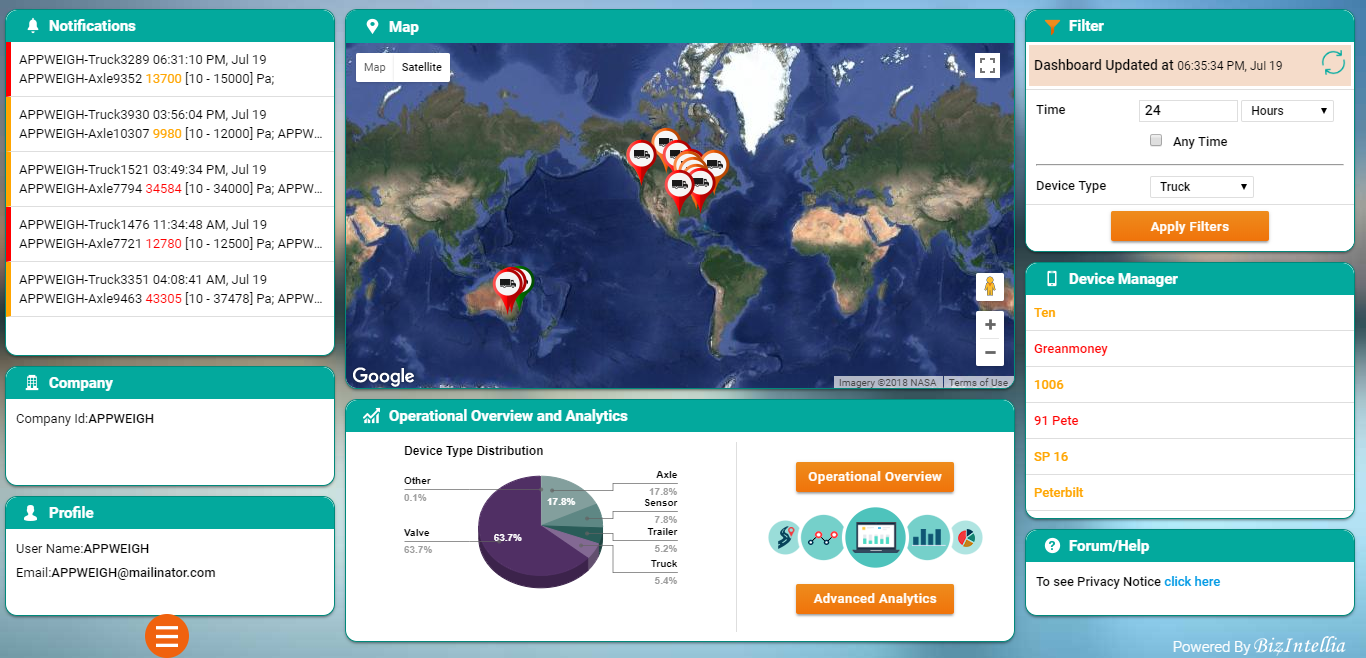 Notifications
APPWEIGH-Truck3289 06:31:10 PM, Jul 19
APPWEIGH-Axle9352 13700 [10 - 15000] Pa;
APPWEIGH-Truck3930 03:56:04 PM, Jul 19
APPWEIGH-Axle10307 9980 [10 - 12000] Pa; APPW...
APPWEIGH-Truck1521 03:49:34 PM, Jul 19
APPWEIGH-Axle7794 34584 [10 - 34000] Pa; APPW...
APPWEIGH-Truck1476 11:34:48 AM, Jul 19
APPWEIGH-Axle7721 12780 [10 - 12500] Pa; APPW...
APPWEIGH-Truck3351 04:08:41 AM, Jul 19
APPWEIGH-Axle9463 43305 [10 - 37478] Pa; APPW...
Company
Company Id:APPWEIGH
Profile
User Name:APPWEIGH
Email:APPWEIGH@mailinator.com
Map
Map Satellite
Google
Imagery ©2018 NASA Terms of Use
Operational Overview and Analytics
Device Type Distribution
Other
0.1%
Valve
63.7%
63.7%
17.8%
Axle
17.8%
Sensor
7.8%
Trailer
5.2%
Truck
5.4%
Operational Overview
Advanced Analytics
Filter
Dashboard Updated at 06:35:34 PM, Jul 19
Time 24 Hours
Any Time
Device Type Truck
Apply Filters
Device Manager
Ten
Greanmoney
1006
91 Pete
SP 16
Peterbilt
Forum/Help
To see Privacy Notice click here
Powered By BizIntellia